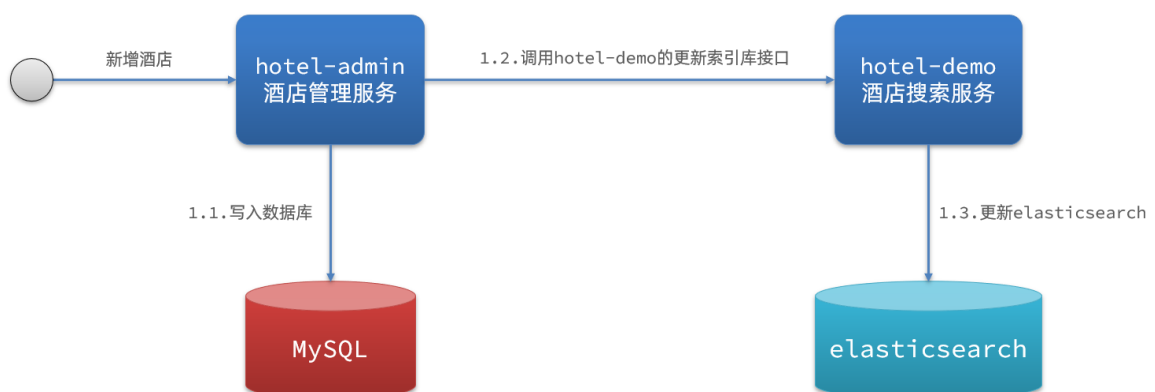 新增酒店
hotel-admin
酒店管理服务
1.2.调用hotel-demo的更新索引库接口
hotel-demo
酒店搜索服务
1.1.写入数据库
1.3.更新elasticsearch
MySQL
elasticsearch